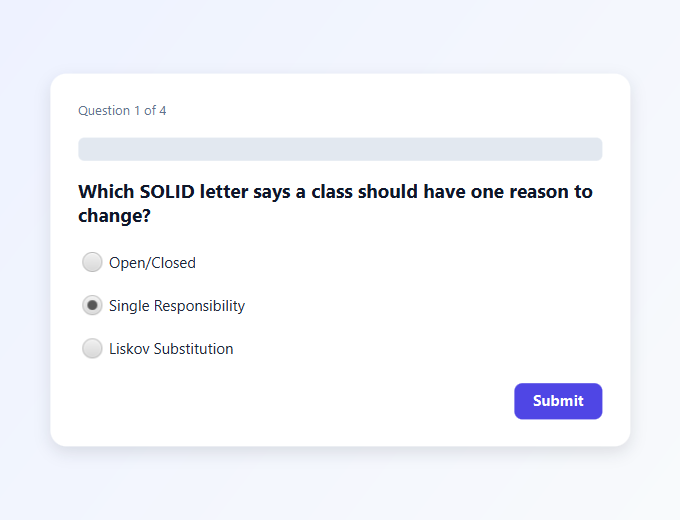 Question 1 of 4
Which SOLID letter says a class should have one reason to
change?
Open/Closed
Single Responsibility
Liskov Substitution
Submit